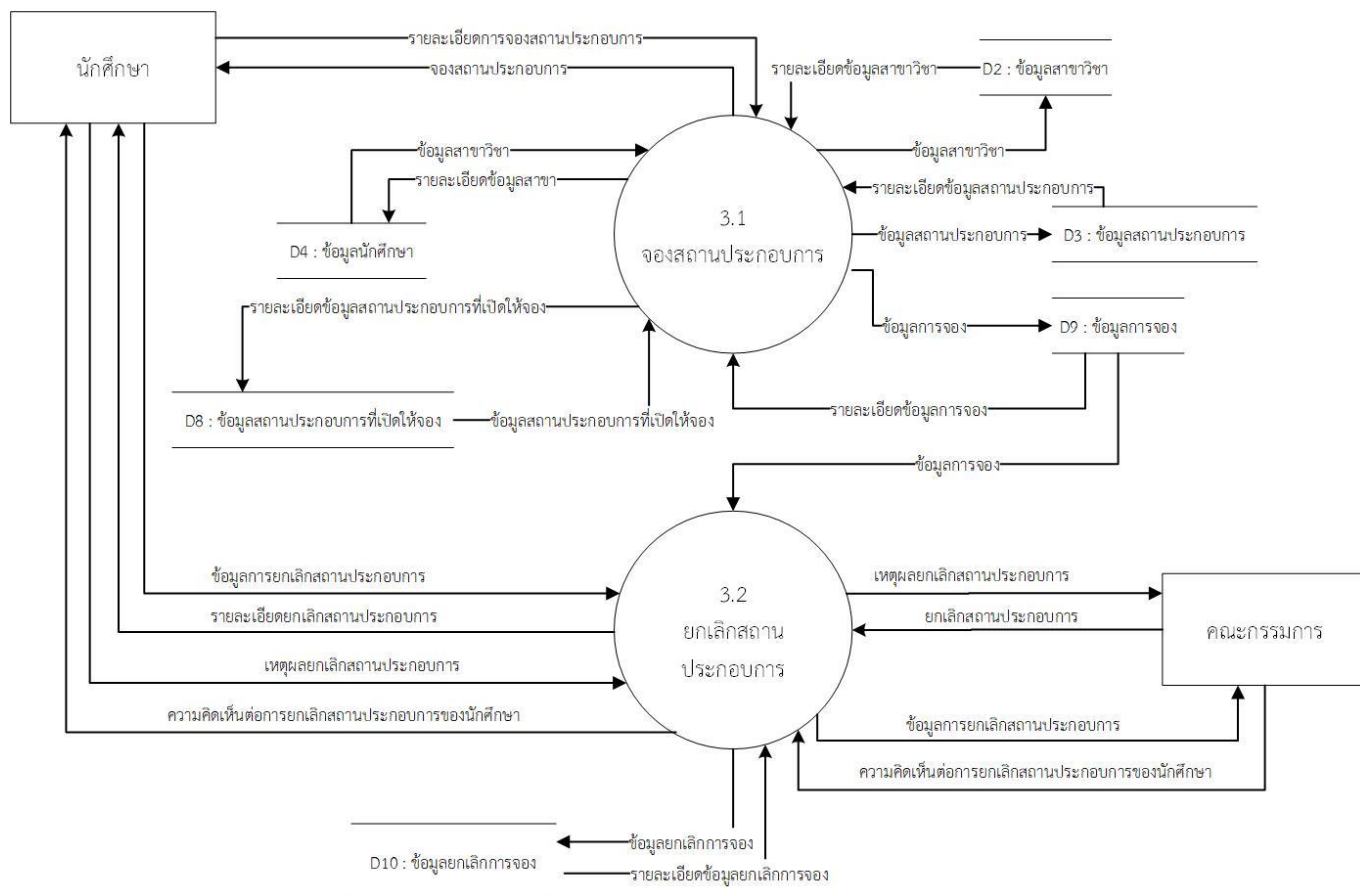 นักศึกษา
รายละเอียดการจองสถานประกอบการ
จองสถานประกอบการ
รายละเอียดข้อมูลสาขาวิชา
D2 : ข้อมูลสาขาวิชา
ข้อมูลสาขาวิชา
ข้อมูลสาขาวิชา
รายละเอียดข้อมูลสาขา
D4 : ข้อมูลนักศึกษา
3.1
จองสถานประกอบการ
รายละเอียดข้อมูลสถานประกอบการ
ข้อมูลสถานประกอบการ
D3 : ข้อมูลสถานประกอบการ
รายละเอียดข้อมูลสถานประกอบการที่เปิดให้จอง
ข้อมูลการจอง
D9 : ข้อมูลการจอง
D8 : ข้อมูลสถานประกอบการที่เปิดให้จอง
ข้อมูลสถานประกอบการที่เปิดให้จอง
รายละเอียดข้อมูลการจอง
ข้อมูลการจอง
ข้อมูลการยกเลิกสถานประกอบการ
รายละเอียดยกเลิกสถานประกอบการ
เหตุผลยกเลิกสถานประกอบการ
ความคิดเห็นต่อการยกเลิกสถานประกอบการของนักศึกษา
3.2
ยกเลิกสถาน
ประกอบการ
เหตุผลยกเลิกสถานประกอบการ
ยกเลิกสถานประกอบการ
คณะกรรมการ
ข้อมูลการยกเลิกสถานประกอบการ
ความคิดเห็นต่อการยกเลิกสถานประกอบการของนักศึกษา
ข้อมูลยกเลิกการจอง
D10 : ข้อมูลยกเลิกการจอง
รายละเอียดข้อมูลยกเลิกการจอง